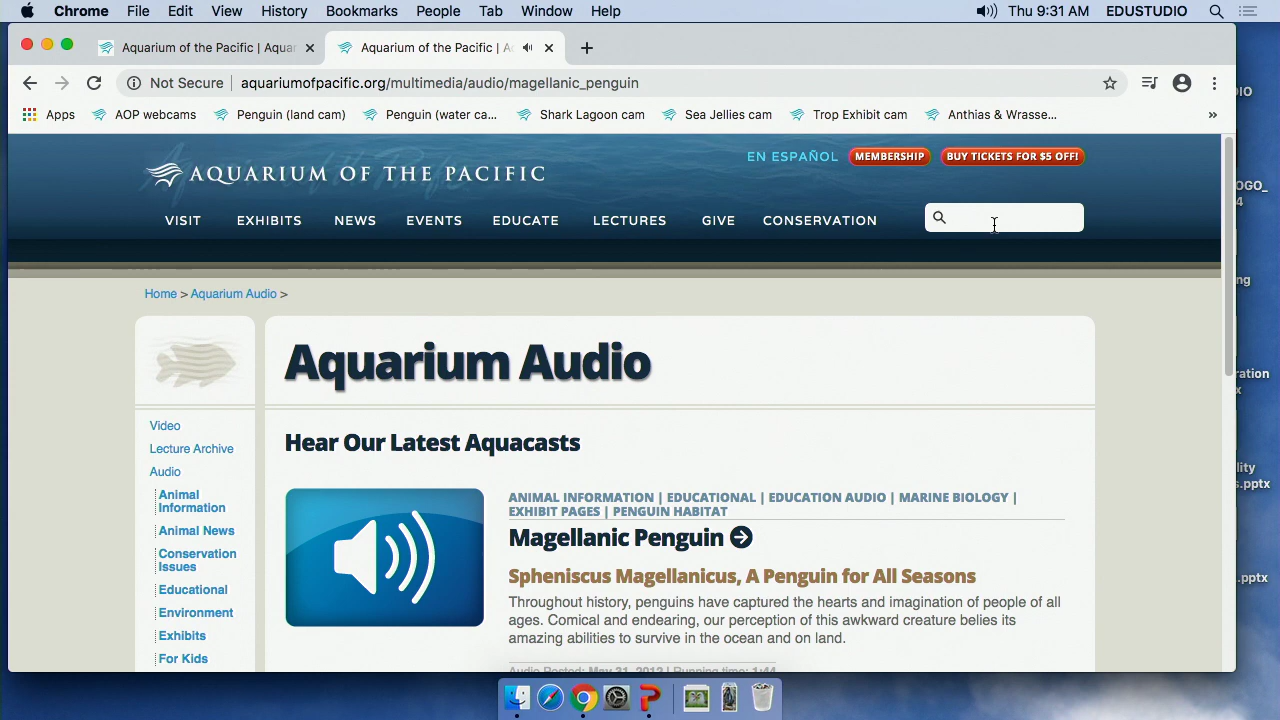 Chrome File Edit View History Bookmarks People Tab Window Help Thu 9:31 AM EDUSTUDIO
Aquarium of the Pacific | Aquar
Aquarium of the Pacific | A
Not Secure aquariumofpacific.org/multimedia/audio/magellanic_penguin
Apps AOP webcams Penguin (land cam) Penguin (water ca... Shark Lagoon cam Sea Jellies cam Trop Exhibit cam Anthias & Wrasse... »
EN ESPAÑOL MEMBERSHIP BUY TICKETS FOR $5 OFF!
AQUARIUM OF THE PACIFIC
VISIT EXHIBITS NEWS EVENTS EDUCATE LECTURES GIVE CONSERVATION
Home > Aquarium Audio >
Aquarium Audio
Video
Lecture Archive
Audio
Animal
Information
Animal News
Conservation
Issues
Educational
Environment
Exhibits
For Kids
Hear Our Latest Aquacasts
ANIMAL INFORMATION | EDUCATIONAL | EDUCATION AUDIO | MARINE BIOLOGY |
EXHIBIT PAGES | PENGUIN HABITAT
Magellanic Penguin
Spheniscus Magellanicus, A Penguin for All Seasons
Throughout history, penguins have captured the hearts and imagination of people of all
ages. Comical and endearing, our perception of this awkward creature belies its
amazing abilities to survive in the ocean and on land.
Audio Posted: May 31, 2012 | Running time: 1:44
IO
OGO_
4
ng
ration
x
lity
s.pptx
.pptx